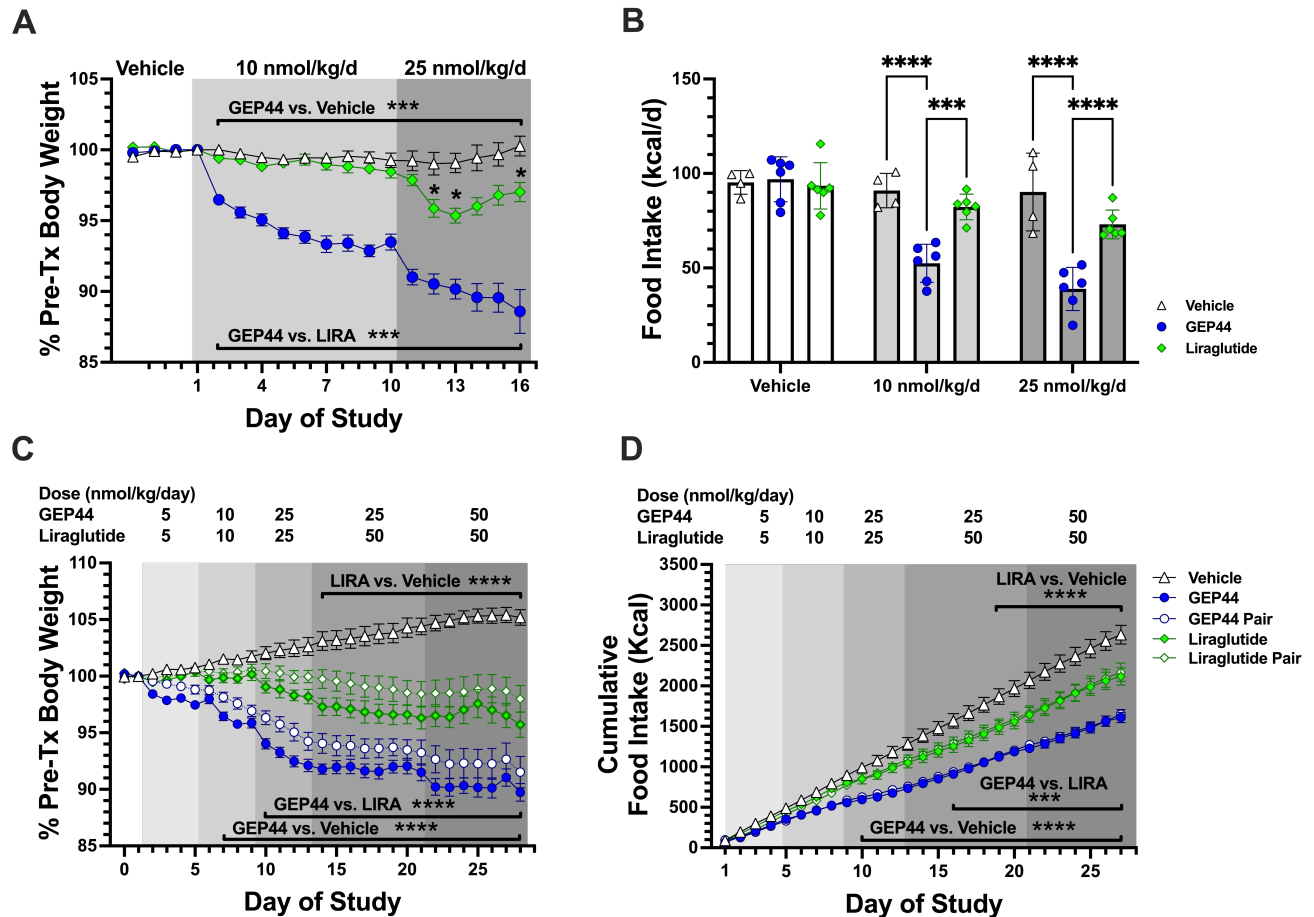 A
Vehicle 10 nmol/kg/d 25 nmol/kg/d
105
GEP44 vs. Vehicle ***
100
*
* *
95
90
GEP44 vs. LIRA ***
85
1 4 7 10 13 16
% Pre-Tx Body Weight
Day of Study
B
**** ****
*** ****
150
100
50
0
Food Intake (kcal/d)
Vehicle 10 nmol/kg/d 25 nmol/kg/d
Vehicle
GEP44
Liraglutide
C
Dose (nmol/kg/day)
GEP44 5 10 25 25 50
Liraglutide 5 10 25 50 50
110
LIRA vs. Vehicle ****
105
100
95
90
GEP44 vs. LIRA ****
GEP44 vs. Vehicle ****
85
0 5 10 15 20 25
% Pre-Tx Body Weight
Day of Study
D
Dose (nmol/kg/day)
GEP44 5 10 25 25 50
Liraglutide 5 10 25 50 50
3500
LIRA vs. Vehicle
****
3000
2500
2000
1500
1000
GEP44 vs. LIRA
***
500
GEP44 vs. Vehicle ****
0
1 5 10 15 20 25
Cumulative
Food Intake (Kcal)
Day of Study
Vehicle
GEP44
GEP44 Pair
Liraglutide
Liraglutide Pair